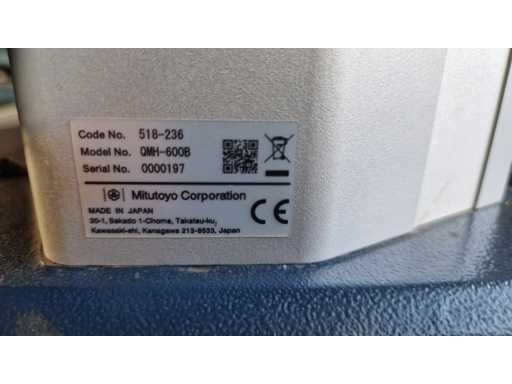 Code No. 518-236
Model No. QMH-600B
Serial No. 0000197
Mitutoyo Corporation
MADE IN JAPAN
20-1, Sakado 1-Chome, Takatsu-ku,
Kawasaki-shi, Kanagawa 213-8533, Japan
CE